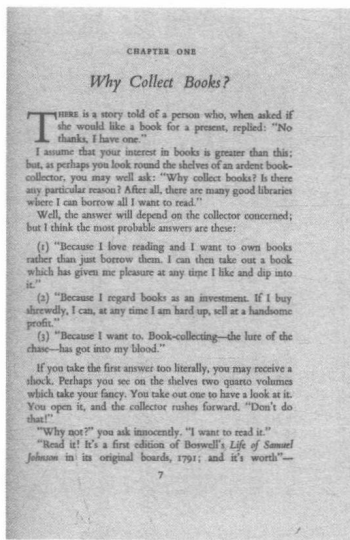 CHAPTER ONE
Why Collect Books?
THERE is a story told of a person who, when asked if
she would like a book for a present, replied: "No
thanks, I have one."
I assume that your interest in books is greater than this;
but, as perhaps you look round the shelves of an ardent book-
collector, you may well ask: "Why collect books? Is there
any particular reason? After all, there are many good libraries
where I can borrow all I want to read."
Well, the answer will depend on the collector concerned;
but I think the most probable answers are these:
(1) "Because I love reading and I want to own books
rather than just borrow them. I can then take out a book
which has given me pleasure at any time I like and dip into
it."
(2) "Because I regard books as an investment. If I buy
shrewdly, I can, at any time I am hard up, sell at a handsome
profit."
(3) "Because I want to. Book-collecting—the lure of the
chase—has got into my blood."
If you take the first answer too literally, you may receive a
shock. Perhaps you see on the shelves two quarto volumes
which take your fancy. You take out one to have a look at it.
You open it, and the collector rushes forward. "Don't do
that!"
"Why not?" you ask innocently. "I want to read it."
"Read it! It's a first edition of Boswell's Life of Samuel
Johnson in its original boards, 1791; and it's worth"—
7